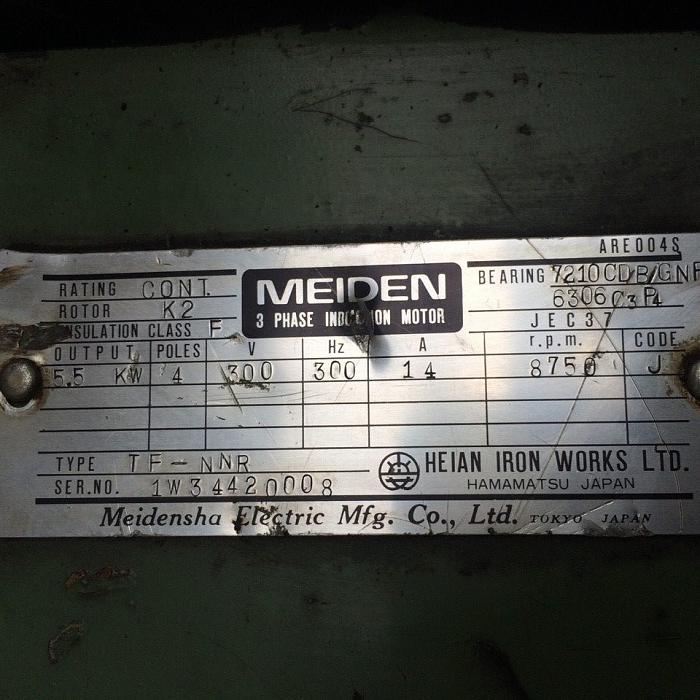 ARE004S
RATING CONT.
MEIDEN
BEARING 7210CDB/GNP
ROTOR K2
6306C3P4
INSULATION CLASS F
3 PHASE INDUCTION MOTOR
JEC37
OUTPUT POLES V Hz A r.p.m. CODE
5.5 KW 4 300 300 14 8750 J
TYPE TF-NNR
HEIAN IRON WORKS LTD.
SER.NO. 1W34420008
HAMAMATSU JAPAN
Meidensha Electric Mfg. Co., Ltd. TOKYO JAPAN